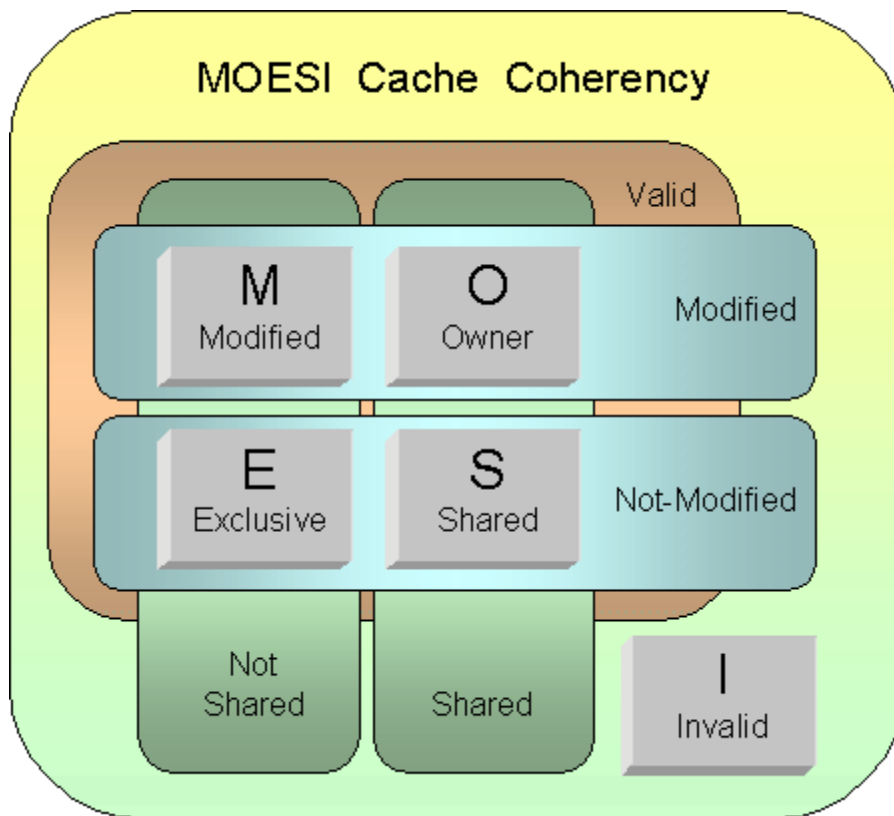 MOESI Cache Coherency
Valid
M
Modified
O
Owner
Modified
E
Exclusive
S
Shared
Not-Modified
Not
Shared
Shared
I
Invalid